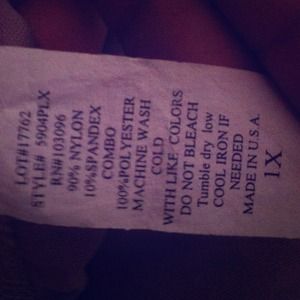 LOT#17762
STYLE# 5904PLX
RN#103096
90% NYLON
10%SPANDEX
COMBO
100%POLYESTER
MACHINE WASH
COLD
WITH LIKE COLORS
DO NOT BLEACH
Tumble dry low
COOL IRON IF
NEEDED
MADE IN U.S.A.
1X